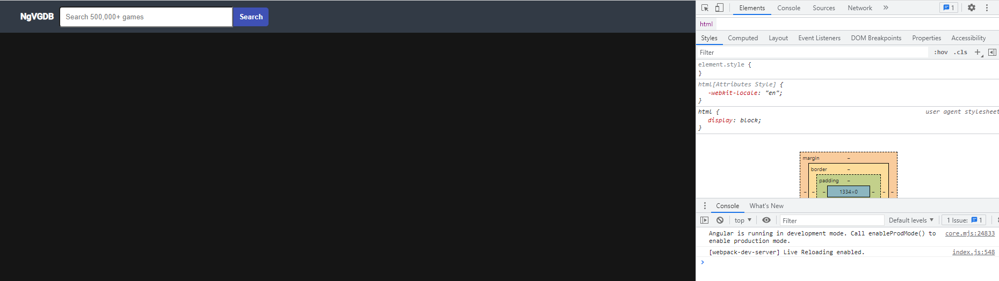 NgVGDB Search 500,000+ games Search
Elements Console Sources Network » 1
html
Styles Computed Layout Event Listeners DOM Breakpoints Properties Accessibility
Filter :hov .cls +
element.style {
}
html[Attributes Style] {
-webkit-locale: "en";
}
html { user agent stylesheet
display: block;
}
margin –
border –
padding –
– – – 1334×0 – – –
Console What's New
top ▼ Filter Default levels ▼ 1 Issue: 1
Angular is running in development mode. Call enableProdMode() to core.mjs:24833
enable production mode.
[webpack-dev-server] Live Reloading enabled. index.js:548